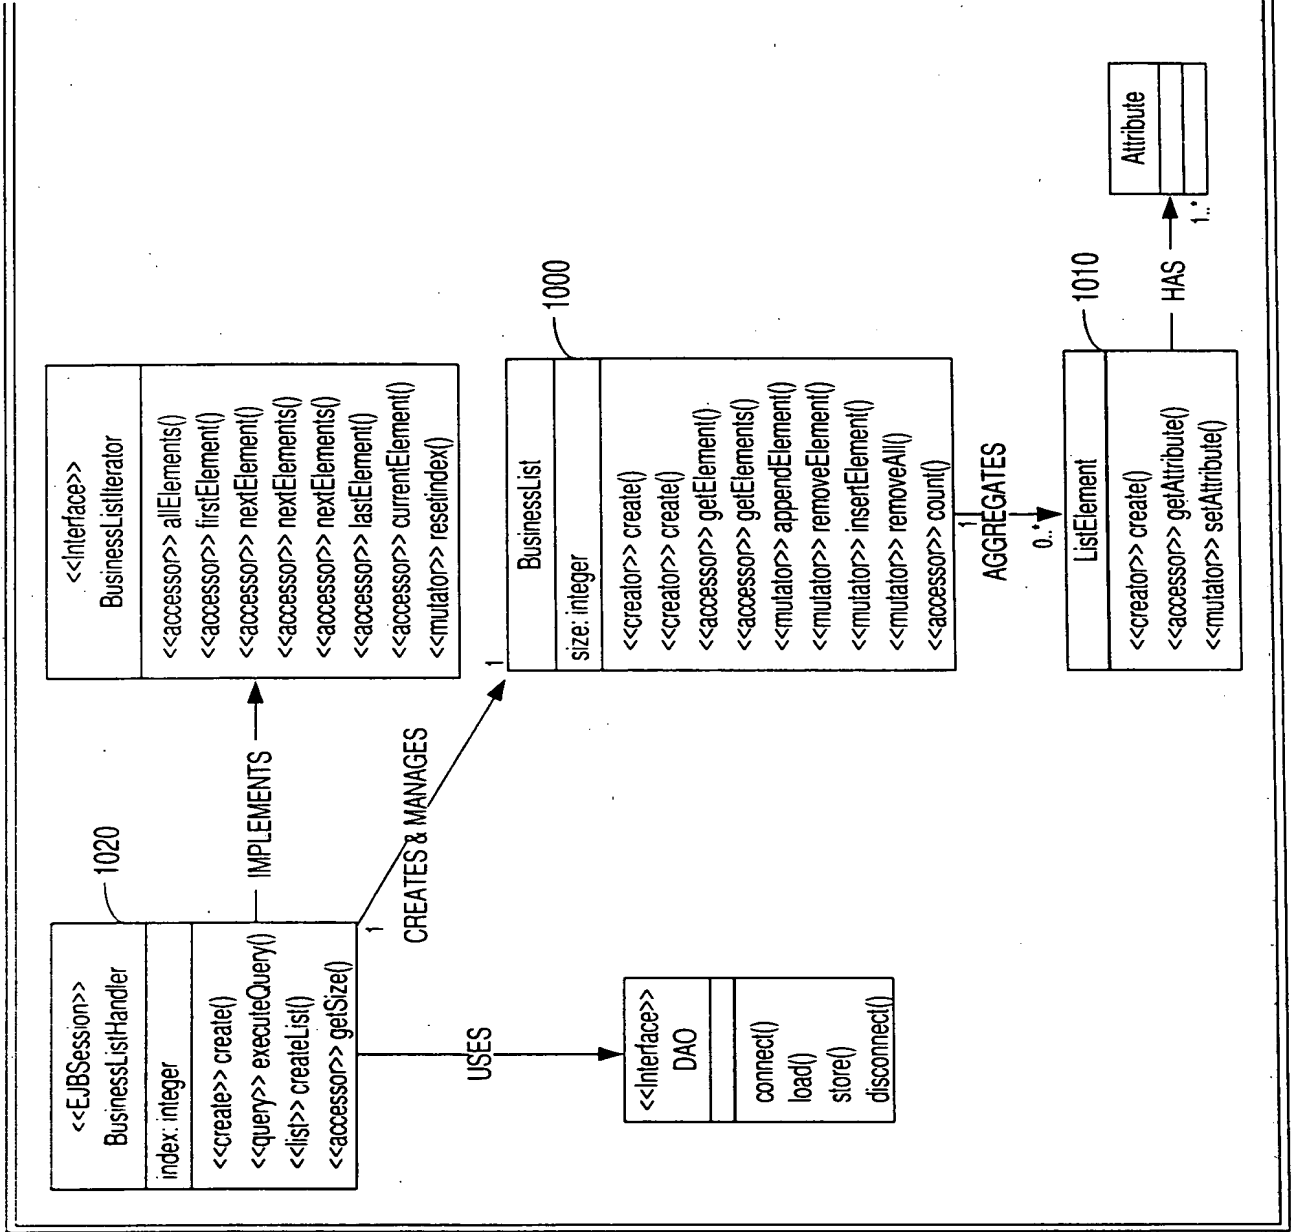 <<EJBSession>>
BusinessListHandler
index: integer
<<create>> create()
<<query>> executeQuery()
<<list>> createList()
<<accessor>> getSize()
1020
IMPLEMENTS
<<Interface>>
BusinessListIterator
<<accessor>> allElements()
<<accessor>> firstElement()
<<accessor>> nextElement()
<<accessor>> nextElements()
<<accessor>> nextElements()
<<accessor>> lastElement()
<<accessor>> currentElement()
<<mutator>> resetindex()
1
CREATES & MANAGES
1
USES
<<Interface>>
DAO
connect()
load()
store()
disconnect()
BusinessList
size: integer
<<creator>> create()
<<creator>> create()
<<accessor>> getElement()
<<accessor>> getElements()
<<mutator>> appendElement()
<<mutator>> removeElement()
<<mutator>> insertElement()
<<mutator>> removeAll()
<<accessor>> count()
1000
1
AGGREGATES
0..*
ListElement
<<creator>> create()
<<accessor>> getAttribute()
<<mutator>> setAttribute()
1010
HAS
1..*
Attribute